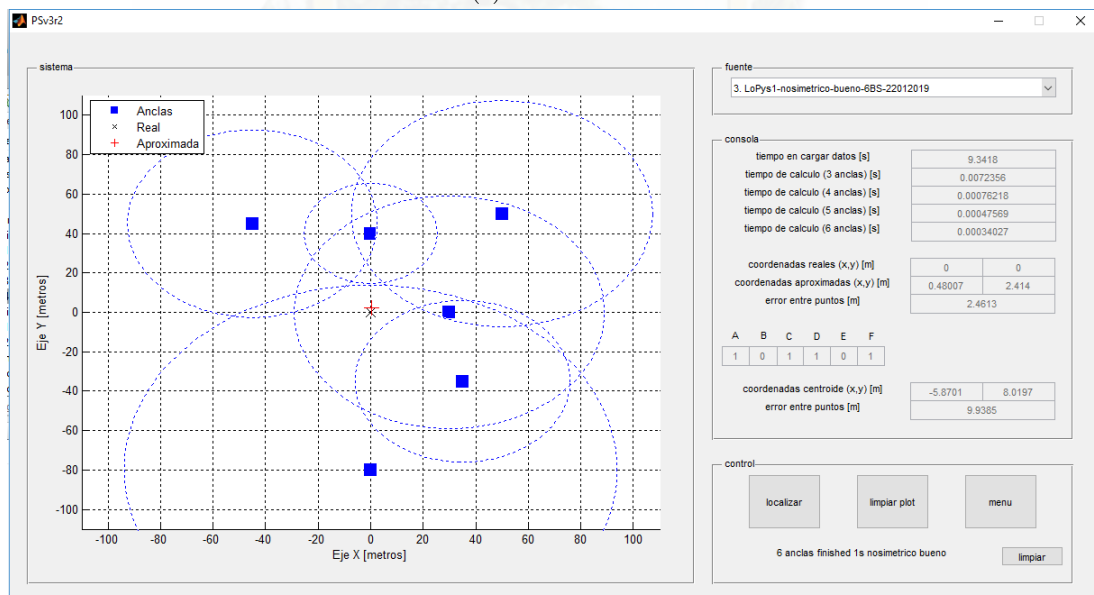 PSv3r2
sistema
Anclas
Real
Aproximada
100
80
60
40
20
0
-20
-40
-60
-80
-100
Eje Y [metros]
-100
-80
-60
-40
-20
0
20
40
60
80
100
Eje X [metros]
fuente
3. LoPys1-nosimetrico-bueno-6BS-22012019
consola
tiempo en cargar datos [s] 9.3418
tiempo de calculo (3 anclas) [s] 0.0072356
tiempo de calculo (4 anclas) [s] 0.00076218
tiempo de calculo (5 anclas) [s] 0.00047569
tiempo de calculo (6 anclas) [s] 0.00034027
coordenadas reales (x,y) [m] 0 0
coordenadas aproximadas (x,y) [m] 0.48007 2.414
error entre puntos [m] 2.4613
A B C D E F
1 0 1 1 0 1
coordenadas centroide (x,y) [m] -5.8701 8.0197
error entre puntos [m] 9.9385
control
localizar
limpiar plot
menu
6 anclas finished 1s nosimetrico bueno
limpiar